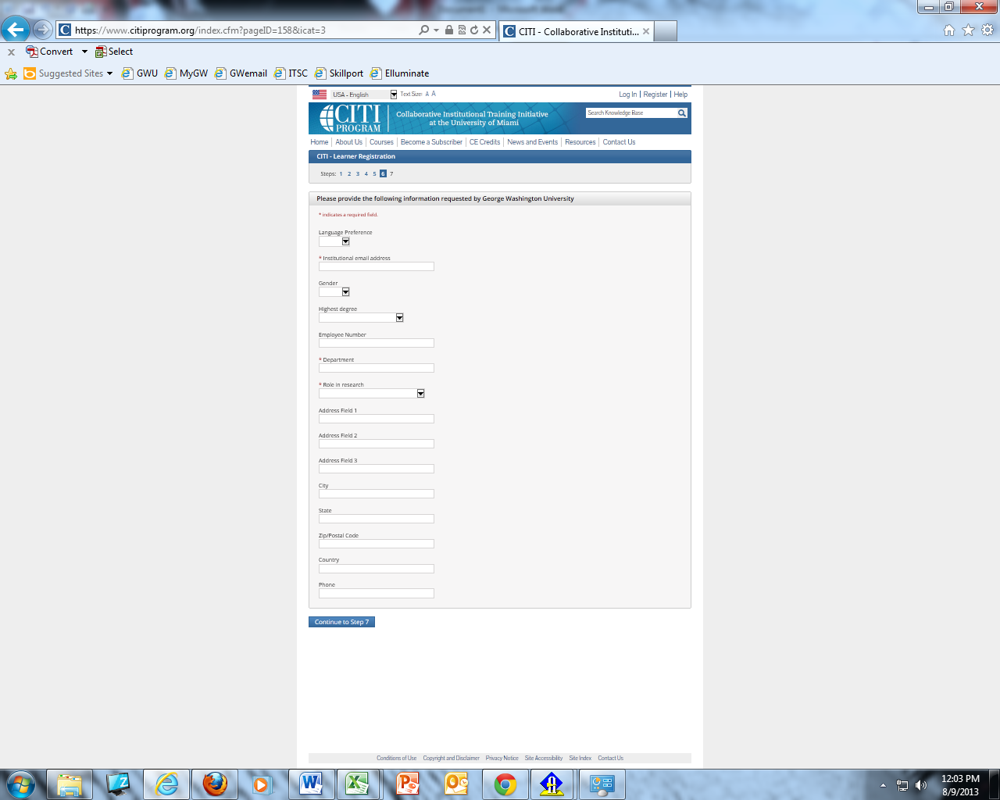 https://www.citiprogram.org/index.cfm?pageID=158&icat=3
CITI - Collaborative Instituti...
x Convert Select
Suggested Sites GWU MyGW GWemail ITSC Skillport Elluminate
USA - English Text Size: A A Log In | Register | Help
CITI PROGRAM
Collaborative Institutional Training Initiative
at the University of Miami
Search Knowledge Base
Home About Us Courses Become a Subscriber CE Credits News and Events Resources Contact Us
CITI - Learner Registration
Steps: 1 2 3 4 5 6 7
Please provide the following information requested by George Washington University
* indicates a required field.
Language Preference
* Institutional email address
Gender
Highest degree
Employee Number
* Department
* Role in research
Address Field 1
Address Field 2
Address Field 3
City
State
Zip/Postal Code
Country
Phone
Continue to Step 7
Conditions of Use Copyright and Disclaimer Privacy Notice Site Accessibility Site Index Contact Us
12:03 PM
8/9/2013